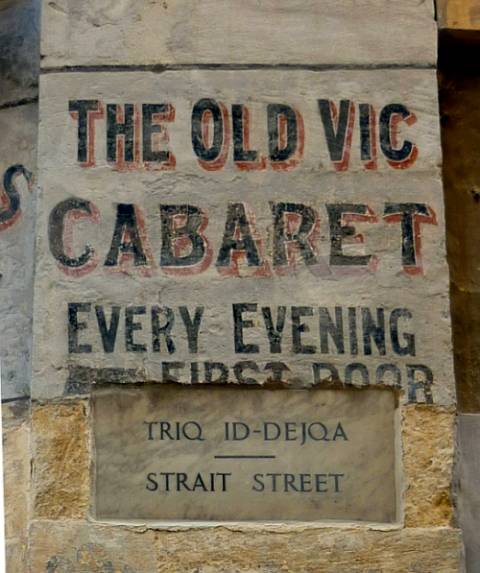 THE OLD VIC
CABARET
EVERY EVENING
FIRST DOOR
TRIQ ID-DEJQA
STRAIT STREET